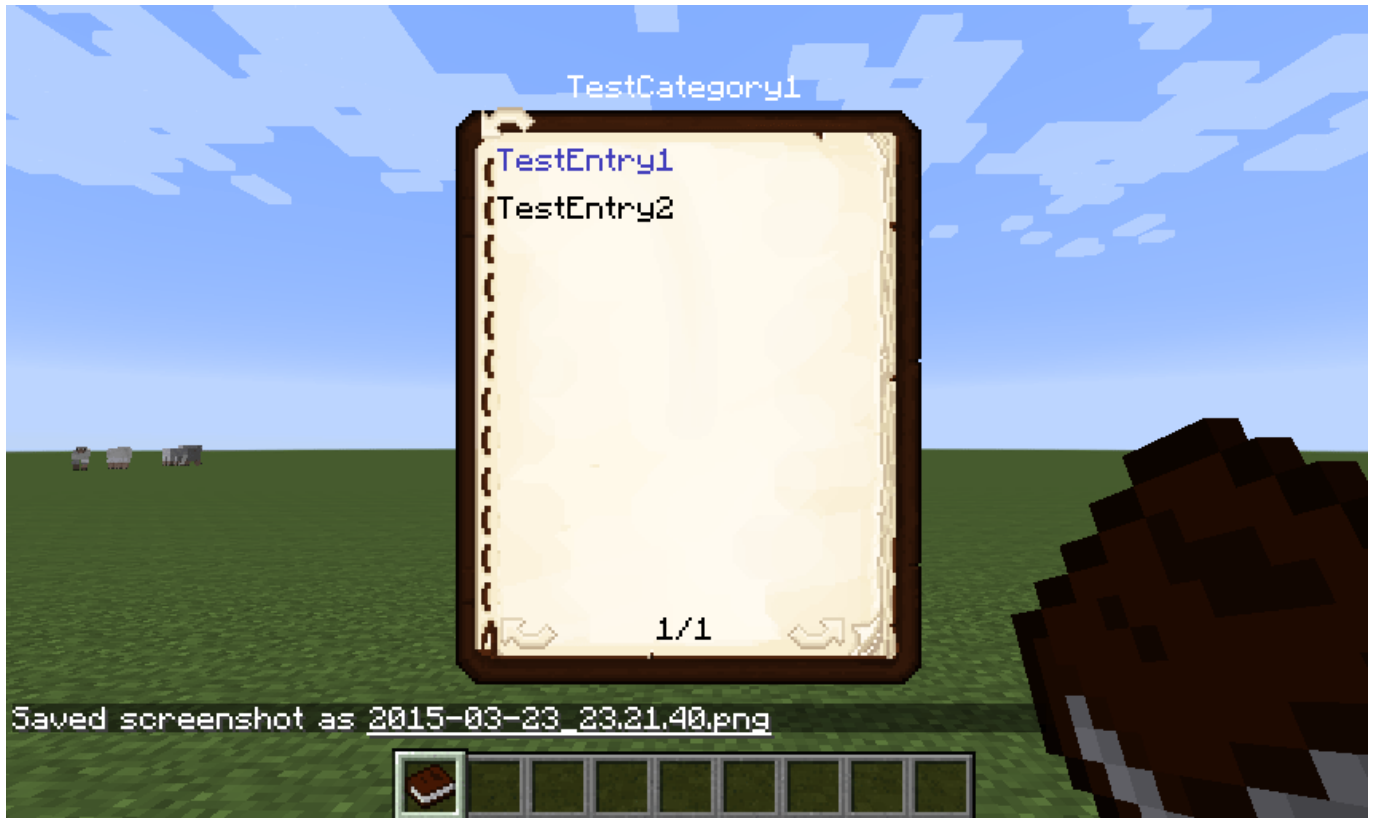 TestCategory1
TestEntry1
TestEntry2
1/1
Saved screenshot as 2015-03-23_23.21.40.png